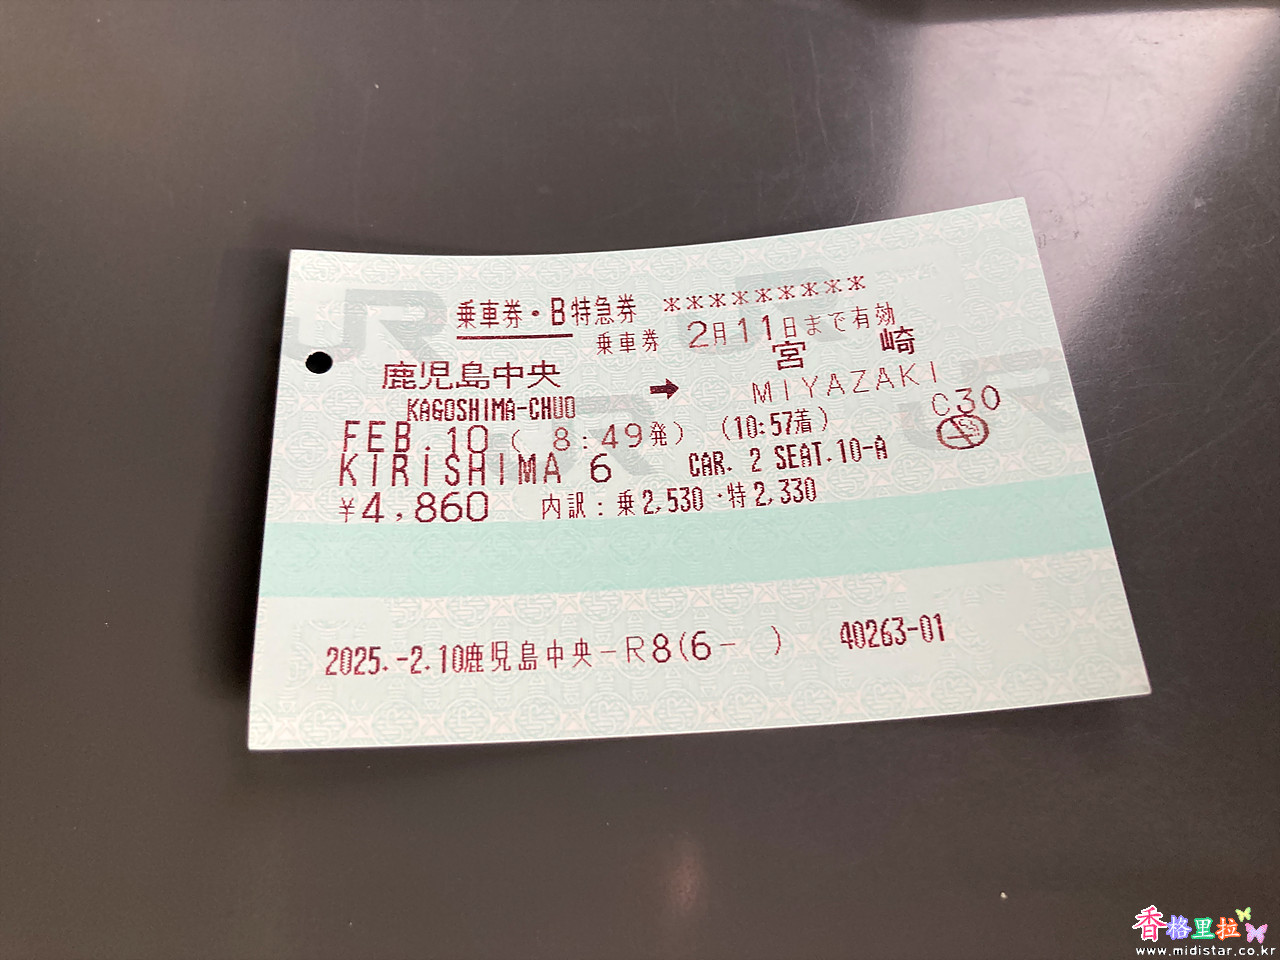 乗車券・B特急券 *********
乗車券 2月11日まで有効
鹿児島中央 → 宮崎
KAGOSHIMA-CHUO MIYAZAKI
C30
FEB.10 ( 8:49発) (10:57着)
KIRISHIMA 6 CAR. 2 SEAT.10-A
¥4,860 内訳:乗2,530・特2,330
2025.-2.10鹿児島中央-R8(6- ) 40263-01
JR
JR
JR
JR
香格里拉
www.midistar.co.kr